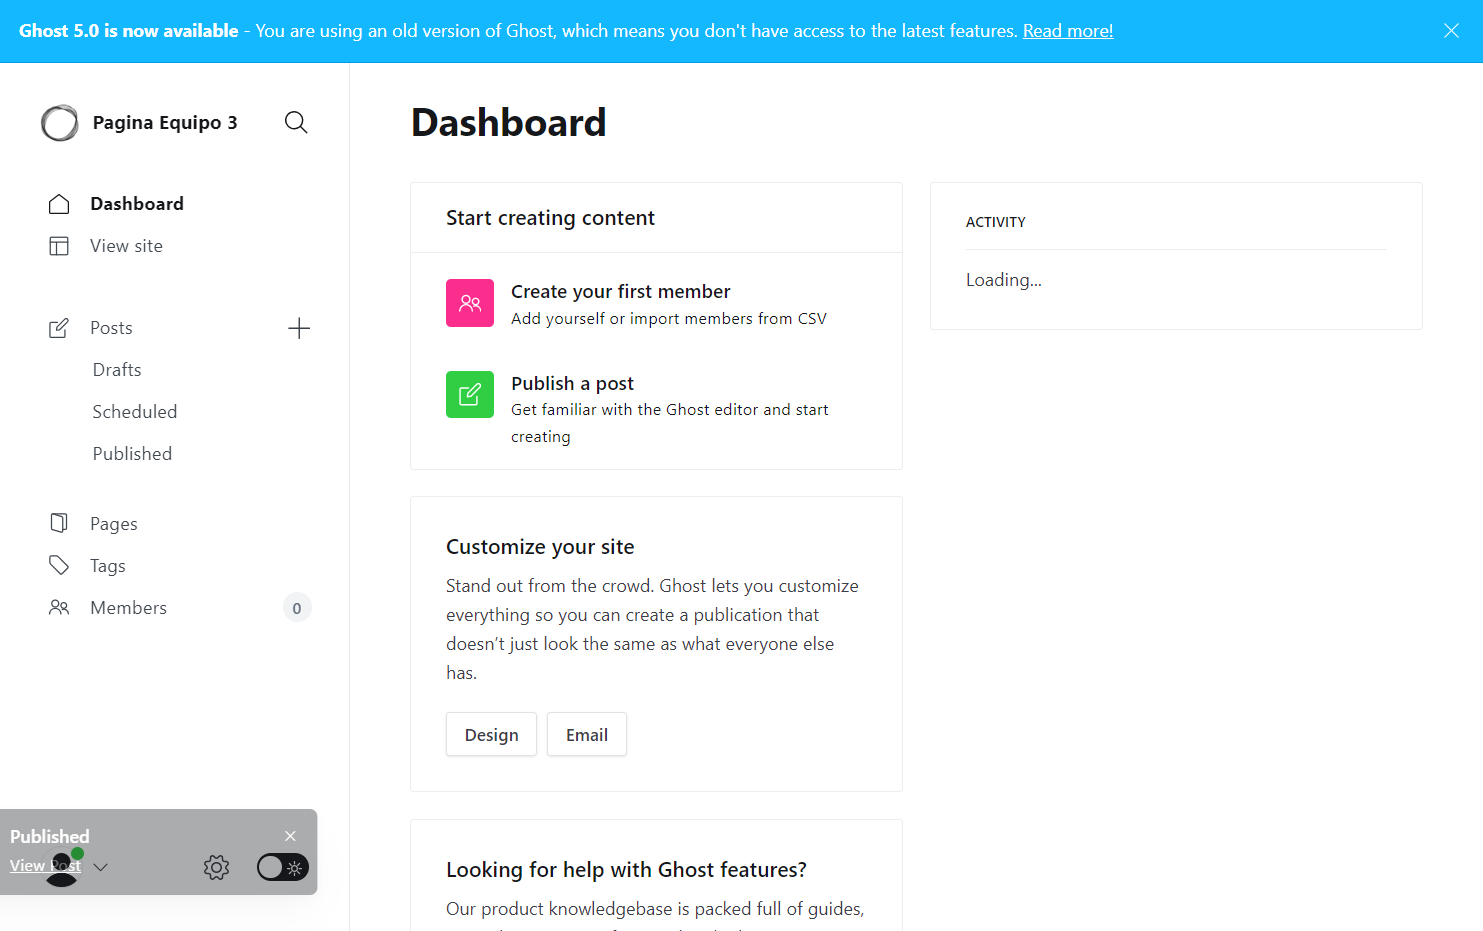 Ghost 5.0 is now available - You are using an old version of Ghost, which means you don't have access to the latest features. Read more!
Pagina Equipo 3
Dashboard
View site
Posts
Drafts
Scheduled
Published
Pages
Tags
Members
0
Published
View Post
Dashboard
Start creating content
Create your first member
Add yourself or import members from CSV
Publish a post
Get familiar with the Ghost editor and start
creating
Customize your site
Stand out from the crowd. Ghost lets you customize
everything so you can create a publication that
doesn’t just look the same as what everyone else
has.
Design
Email
Looking for help with Ghost features?
Our product knowledgebase is packed full of guides,
ACTIVITY
Loading...